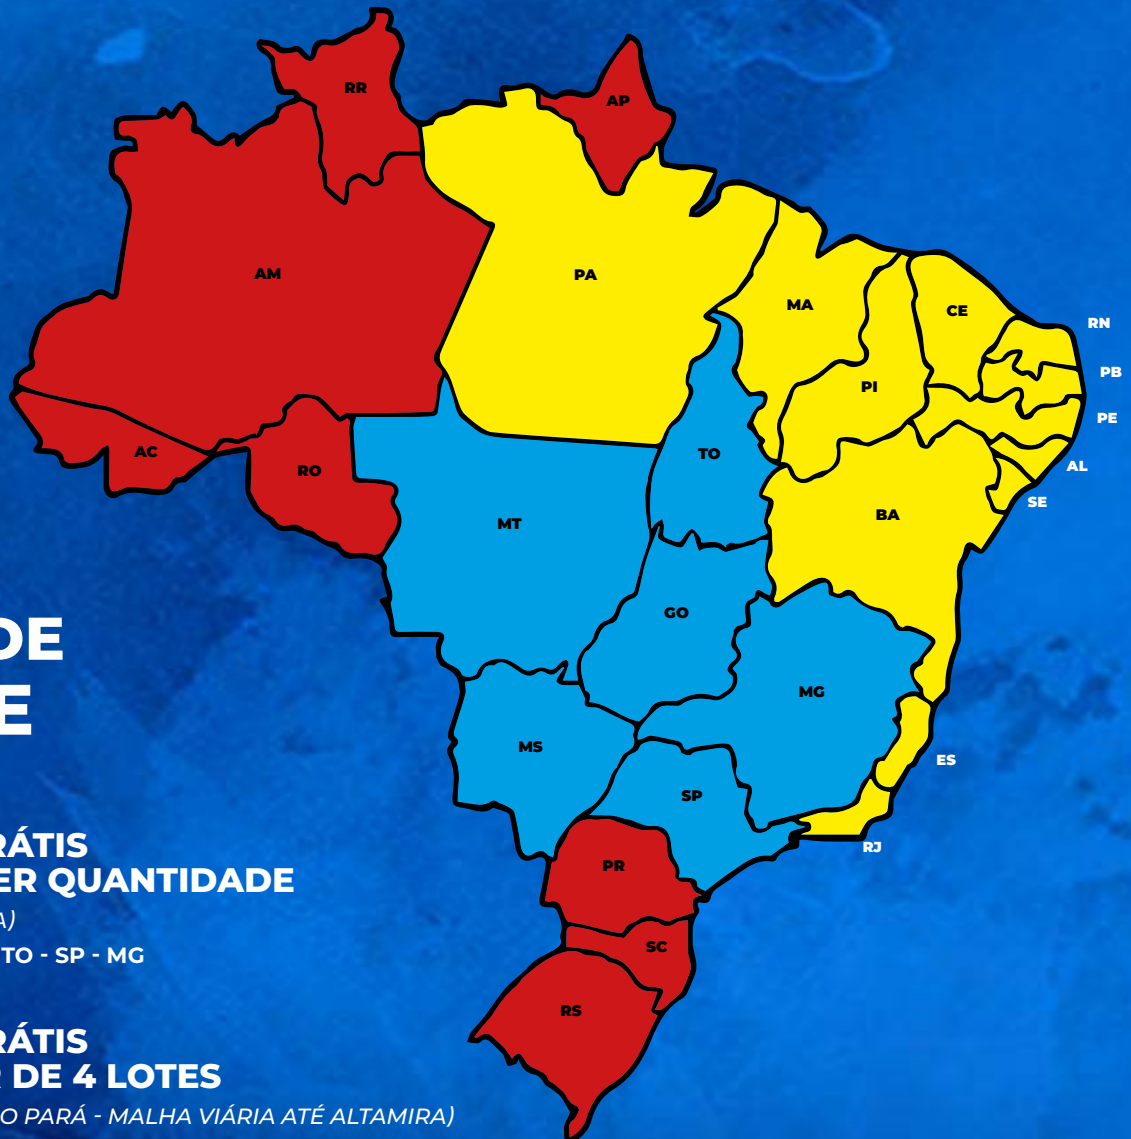 RR
AP
AM
PA
MA
CE
RN
PB
PI
PE
AC
RO
TO
AL
SE
MT
BA
GO
DE
E
MG
MS
ES
SP
RJ
RÁTIS
PR
ER QUANTIDADE
A)
SC
TO - SP - MG
RS
RÁTIS
R DE 4 LOTES
O PARÁ - MALHA VIÁRIA ATÉ ALTAMIRA)